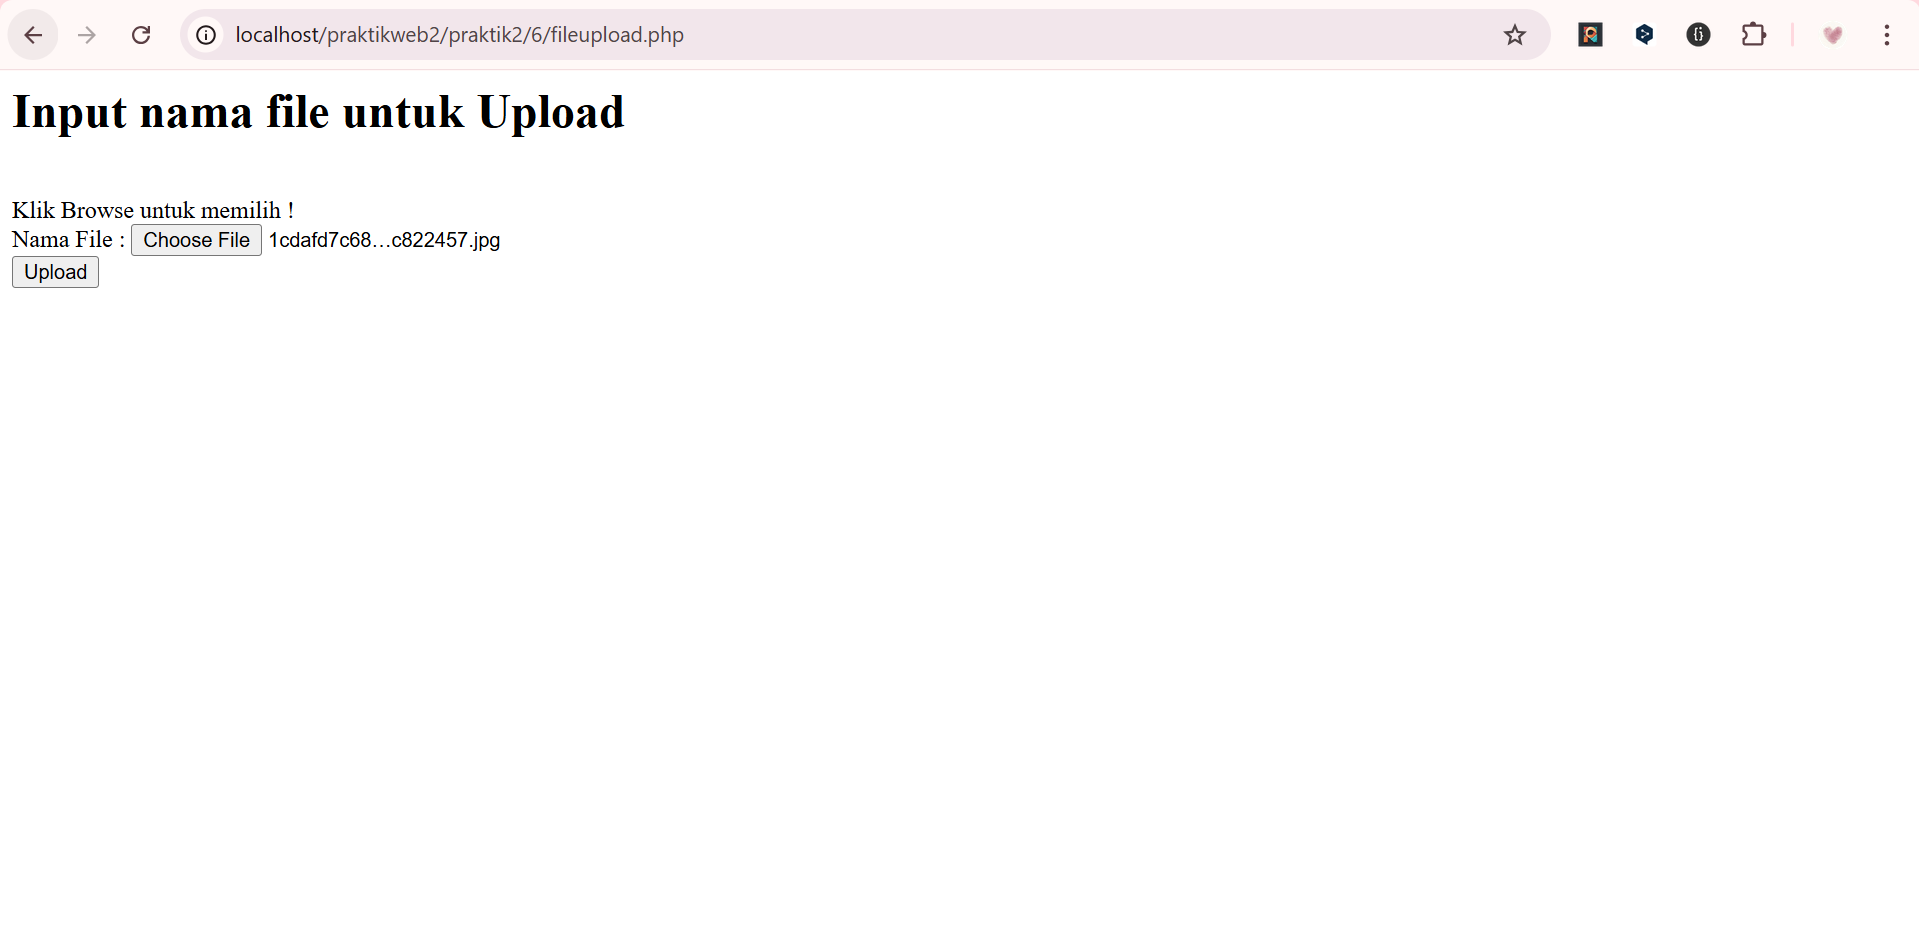 localhost/praktikweb2/praktik2/6/fileupload.php
Input nama file untuk Upload
Klik Browse untuk memilih !
Nama File : Choose File 1cdafd7c68...c822457.jpg
Upload